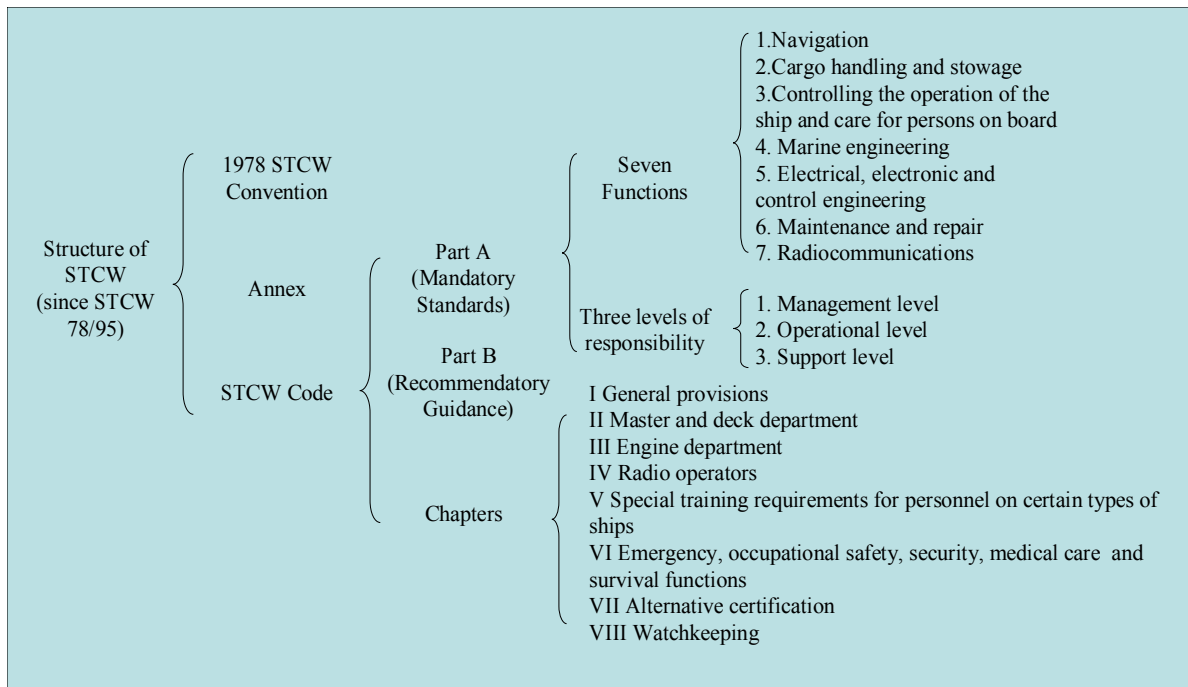 Structure of
STCW
(since STCW
78/95)
1978 STCW
Convention
Annex
STCW Code
Part A
(Mandatory
Standards)
Part B
(Recommendatory
Guidance)
Chapters
Seven
Functions
Three levels of
responsibility
1.Navigation
2.Cargo handling and stowage
3.Controlling the operation of the
ship and care for persons on board
4. Marine engineering
5. Electrical, electronic and
control engineering
6. Maintenance and repair
7. Radiocommunications
1. Management level
2. Operational level
3. Support level
I General provisions
II Master and deck department
III Engine department
IV Radio operators
V Special training requirements for personnel on certain types of
ships
VI Emergency, occupational safety, security, medical care and
survival functions
VII Alternative certification
VIII Watchkeeping